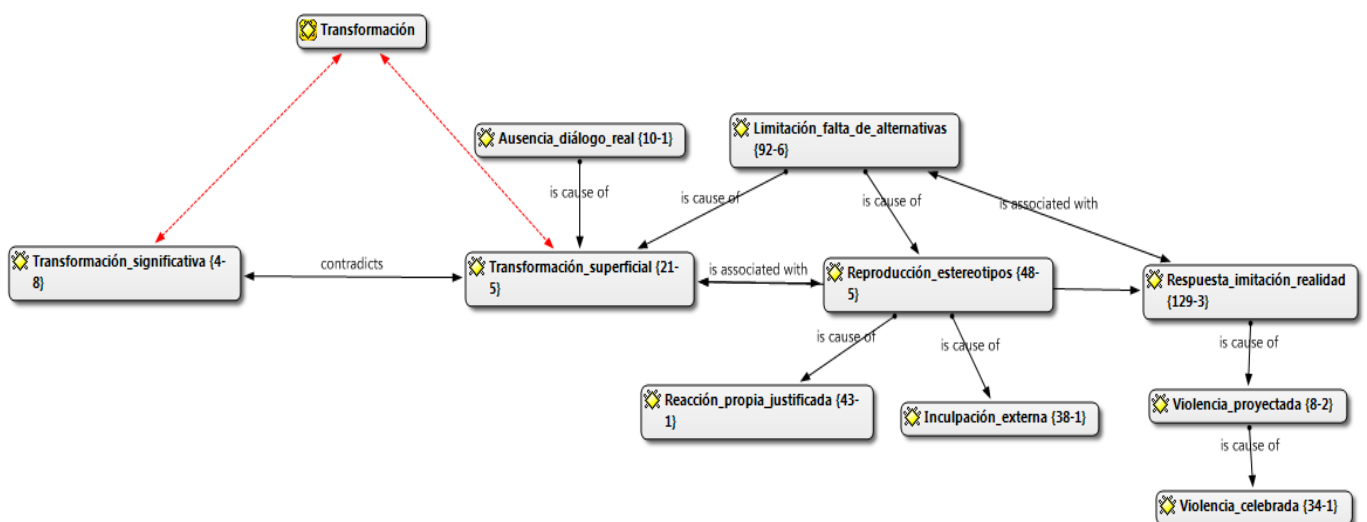 Transformación
Ausencia_diálogo_real {10-1}
Limitación_falta_de_alternativas
{92-6}
is cause of
is cause of
is cause of
is associated with
Transformación_significativa {4-
8}
contradicts
Transformación_superficial {21-
5}
is associated with
Reproducción_estereotipos {48-
5}
Respuesta_imitación_realidad
{129-3}
is cause of
is cause of
is cause of
Reacción_propia_justificada {43-
1}
Inculpación_externa {38-1}
Violencia_proyectada {8-2}
is cause of
Violencia_celebrada {34-1}